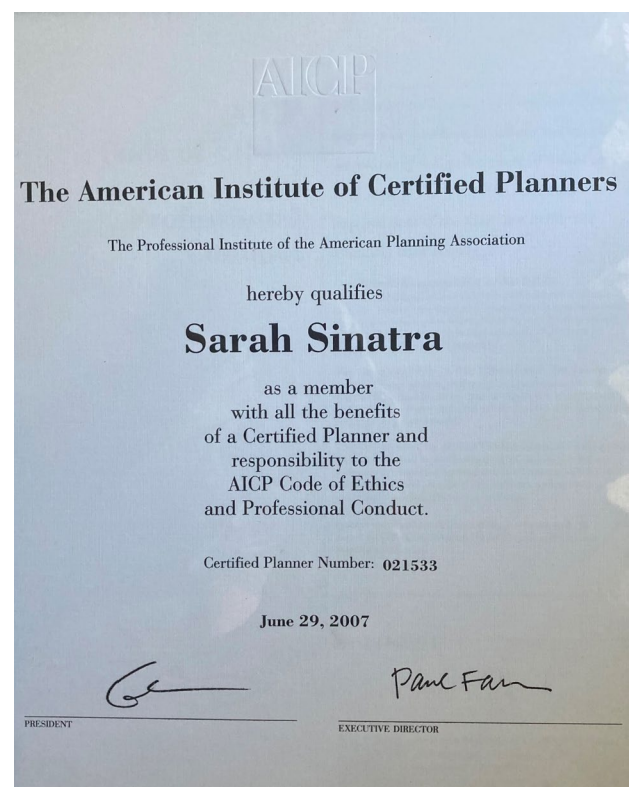 AICP
The American Institute of Certified Planners
The Professional Institute of the American Planning Association
hereby qualifies
Sarah Sinatra
as a member
with all the benefits
of a Certified Planner and
responsibility to the
AICP Code of Ethics
and Professional Conduct.
Certified Planner Number: 021533
June 29, 2007
PRESIDENT
EXECUTIVE DIRECTOR